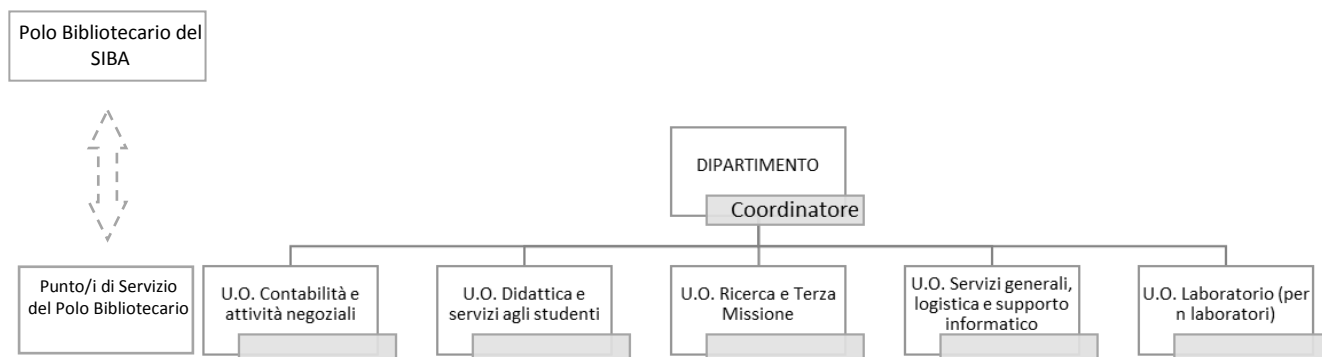 Polo Bibliotecario del
SIBA
DIPARTIMENTO
Coordinatore
Punto/i di Servizio
del Polo Bibliotecario
U.O. Contabilità e
attività negoziali
U.O. Didattica e
servizi agli studenti
U.O. Ricerca e Terza
Missione
U.O. Servizi generali,
logistica e supporto
informatico
U.O. Laboratorio (per
n laboratori)